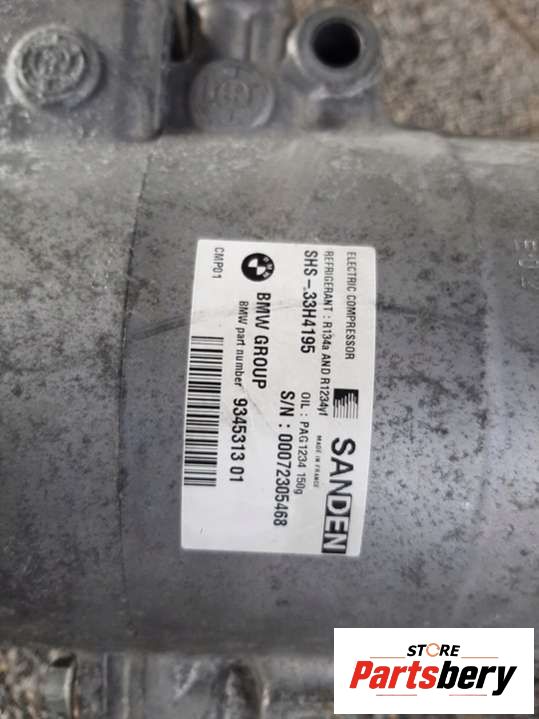 ELECTRIC COMPRESSOR
REFRIGERANT : R134a AND R1234yf
SHS - 33H4195
SANDEN
MADE IN FRANCE
OIL : PAG1234 150g
S/N : 00072305468
BMW GROUP
BMW part number 9345313 01
CMP01
STORE
Partsbery